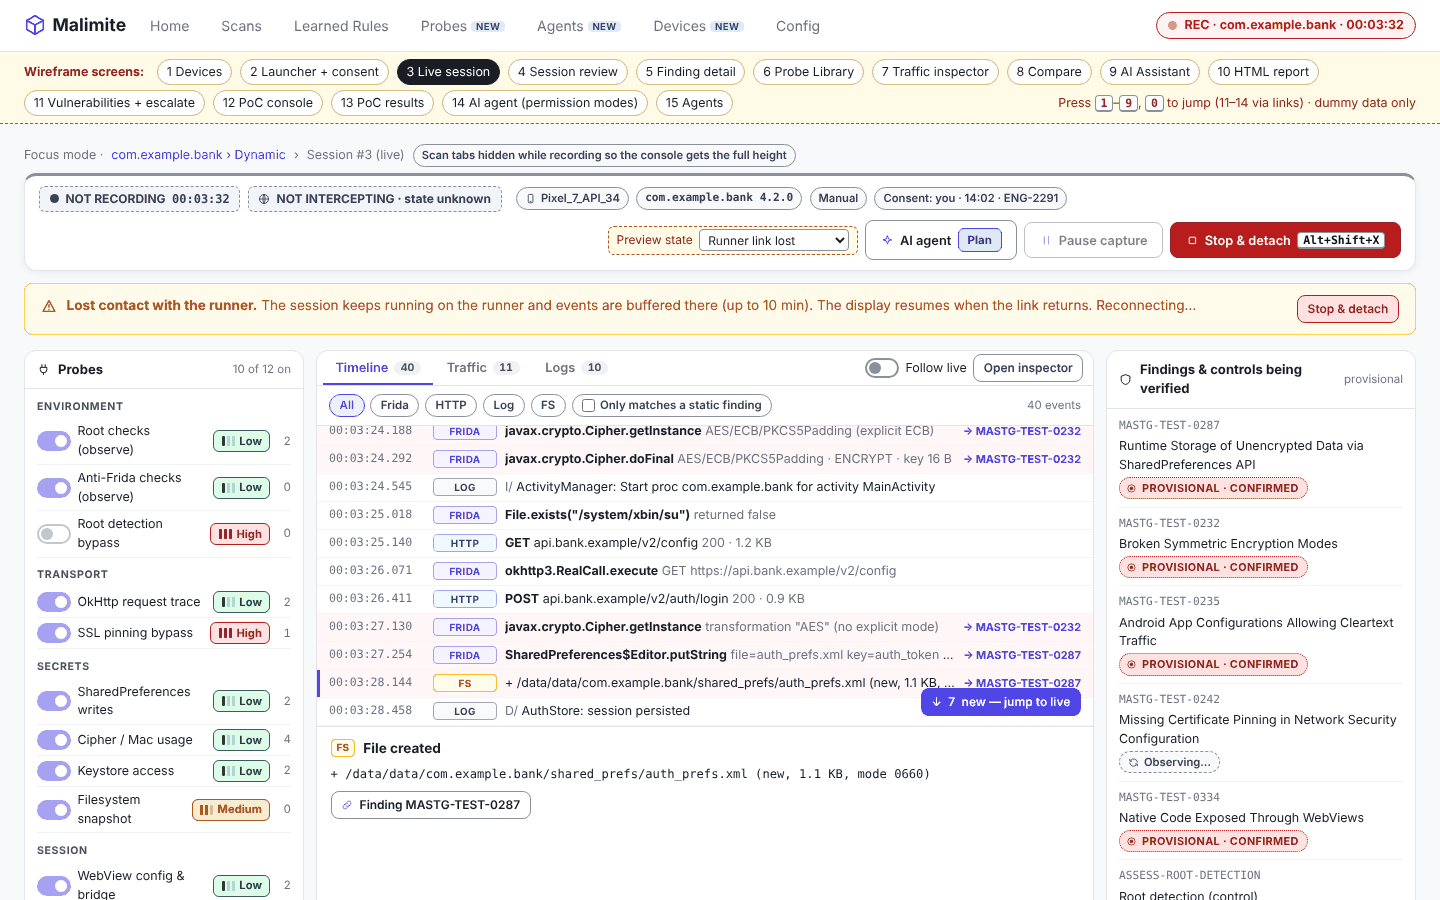 Malimite Home Scans Learned Rules Probes NEW Agents NEW Devices NEW Config REC · com.example.bank · 00:03:32
Wireframe screens: 1 Devices 2 Launcher + consent 3 Live session 4 Session review 5 Finding detail 6 Probe Library 7 Traffic inspector 8 Compare 9 AI Assistant 10 HTML report
11 Vulnerabilities + escalate 12 PoC console 13 PoC results 14 AI agent (permission modes) 15 Agents Press 1–9, 0 to jump (11–14 via links) · dummy data only
Focus mode · com.example.bank › Dynamic › Session #3 (live) Scan tabs hidden while recording so the console gets the full height
NOT RECORDING 00:03:32 NOT INTERCEPTING · state unknown Pixel_7_API_34 com.example.bank 4.2.0 Manual Consent: you · 14:02 · ENG-2291
Preview state Runner link lost AI agent Plan Pause capture Stop & detach Alt+Shift+X
Lost contact with the runner. The session keeps running on the runner and events are buffered there (up to 10 min). The display resumes when the link returns. Reconnecting… Stop & detach
Probes 10 of 12 on
ENVIRONMENT
Root checks (observe) Low 2
Anti-Frida checks (observe) Low 0
Root detection bypass High 0
TRANSPORT
OkHttp request trace Low 2
SSL pinning bypass High 1
SECRETS
SharedPreferences writes Low 2
Cipher / Mac usage Low 4
Keystore access Low 2
Filesystem snapshot Medium 0
SESSION
WebView config & bridge Low 2
Timeline 40 Traffic 11 Logs 10 Follow live Open inspector
All Frida HTTP Log FS Only matches a static finding 40 events
00:03:24.188 FRIDA javax.crypto.Cipher.getInstance AES/ECB/PKCS5Padding (explicit ECB) → MASTG-TEST-0232
00:03:24.292 FRIDA javax.crypto.Cipher.doFinal AES/ECB/PKCS5Padding · ENCRYPT · key 16 B → MASTG-TEST-0232
00:03:24.545 LOG I/ ActivityManager: Start proc com.example.bank for activity MainActivity
00:03:25.018 FRIDA File.exists("/system/xbin/su") returned false
00:03:25.140 HTTP GET api.bank.example/v2/config 200 · 1.2 KB
00:03:26.071 FRIDA okhttp3.RealCall.execute GET https://api.bank.example/v2/config
00:03:26.411 HTTP POST api.bank.example/v2/auth/login 200 · 0.9 KB
00:03:27.130 FRIDA javax.crypto.Cipher.getInstance transformation "AES" (no explicit mode) → MASTG-TEST-0232
00:03:27.254 FRIDA SharedPreferences$Editor.putString file=auth_prefs.xml key=auth_token … → MASTG-TEST-0287
00:03:28.144 FS + /data/data/com.example.bank/shared_prefs/auth_prefs.xml (new, 1.1 KB, … → MASTG-TEST-0287
00:03:28.458 LOG D/ AuthStore: session persisted
↓ 7 new — jump to live
FS File created
+ /data/data/com.example.bank/shared_prefs/auth_prefs.xml (new, 1.1 KB, mode 0660)
Finding MASTG-TEST-0287
Findings & controls being verified provisional
MASTG-TEST-0287
Runtime Storage of Unencrypted Data via
SharedPreferences API
PROVISIONAL · CONFIRMED
MASTG-TEST-0232
Broken Symmetric Encryption Modes
PROVISIONAL · CONFIRMED
MASTG-TEST-0235
Android App Configurations Allowing Cleartext
Traffic
PROVISIONAL · CONFIRMED
MASTG-TEST-0242
Missing Certificate Pinning in Network Security
Configuration
Observing…
MASTG-TEST-0334
Native Code Exposed Through WebViews
PROVISIONAL · CONFIRMED
ASSESS-ROOT-DETECTION
Root detection (control)